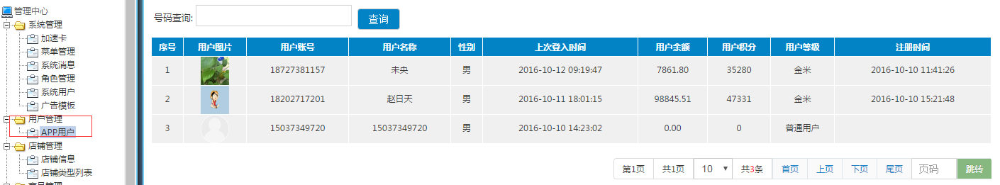 管理中心
系统管理
加速卡
菜单管理
系统消息
角色管理
系统用户
广告模板
用户管理
APP用户
店铺管理
店铺信息
店铺类型列表
号码查询: 查询
序号 用户图片 用户账号 用户名称 性别 上次登入时间 用户余额 用户积分 用户等级 注册时间
1 18727381157 未央 男 2016-10-12 09:19:47 7861.80 35280 金米 2016-10-10 11:41:26
2 18202717201 赵日天 男 2016-10-11 18:01:15 98845.51 47331 金米 2016-10-10 15:21:48
3 15037349720 15037349720 男 2016-10-10 14:23:02 0.00 0 普通用户
第1页 共1页 10 共3条 首页 上页 下页 尾页 页码 跳转